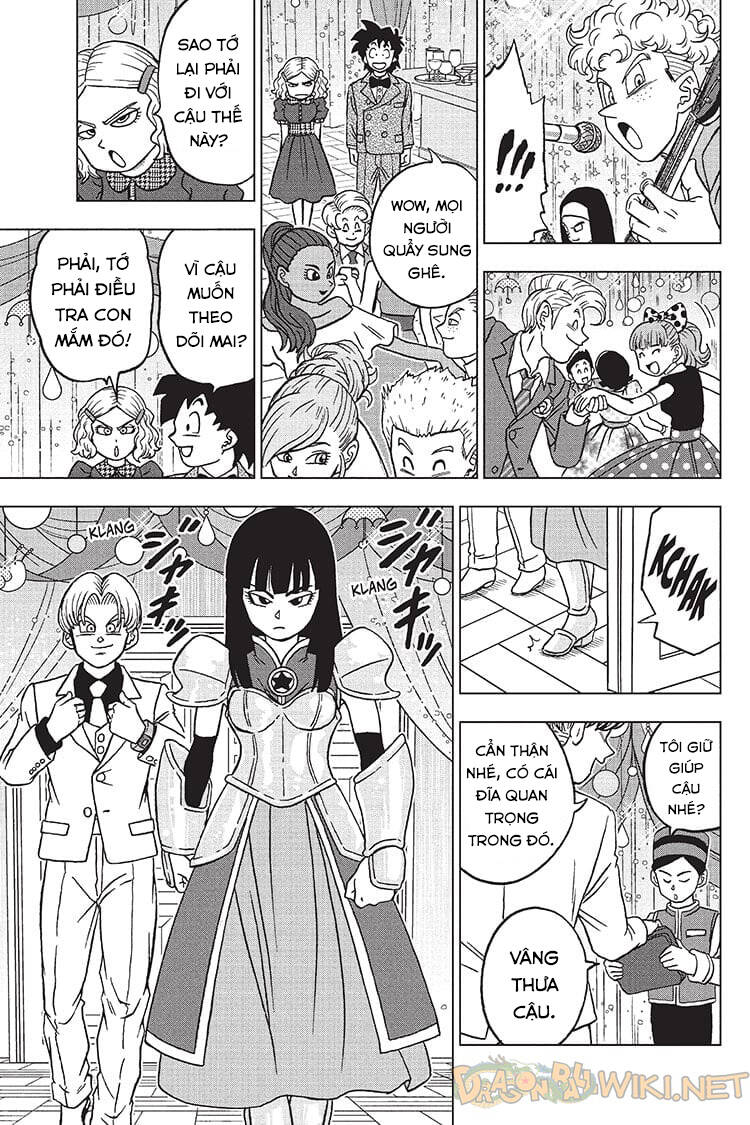 !!!
WOW, MỌI
NGƯỜI
QUẨY SUNG
GHÊ.
SAO TỚ
LẠI PHẢI
ĐI VỚI
CẬU THẾ
NÀY?
VÌ CẬU
MUỐN
THEO
DÕI MAI?
PHẢI, TỚ
PHẢI ĐIỀU
TRA CON
MẮM ĐÓ!
KCHAK
TÔI GIỮ
GIÚP
CẬU
NHÉ?
CẨN THẬN
NHÉ, CÓ CÁI
ĐĨA QUAN
TRỌNG
TRONG ĐÓ.
VÂNG
THƯA
CẬU.
ジャキ
KLANG
ジャキ
KLANG
DRAGONBALLWIKI.NET